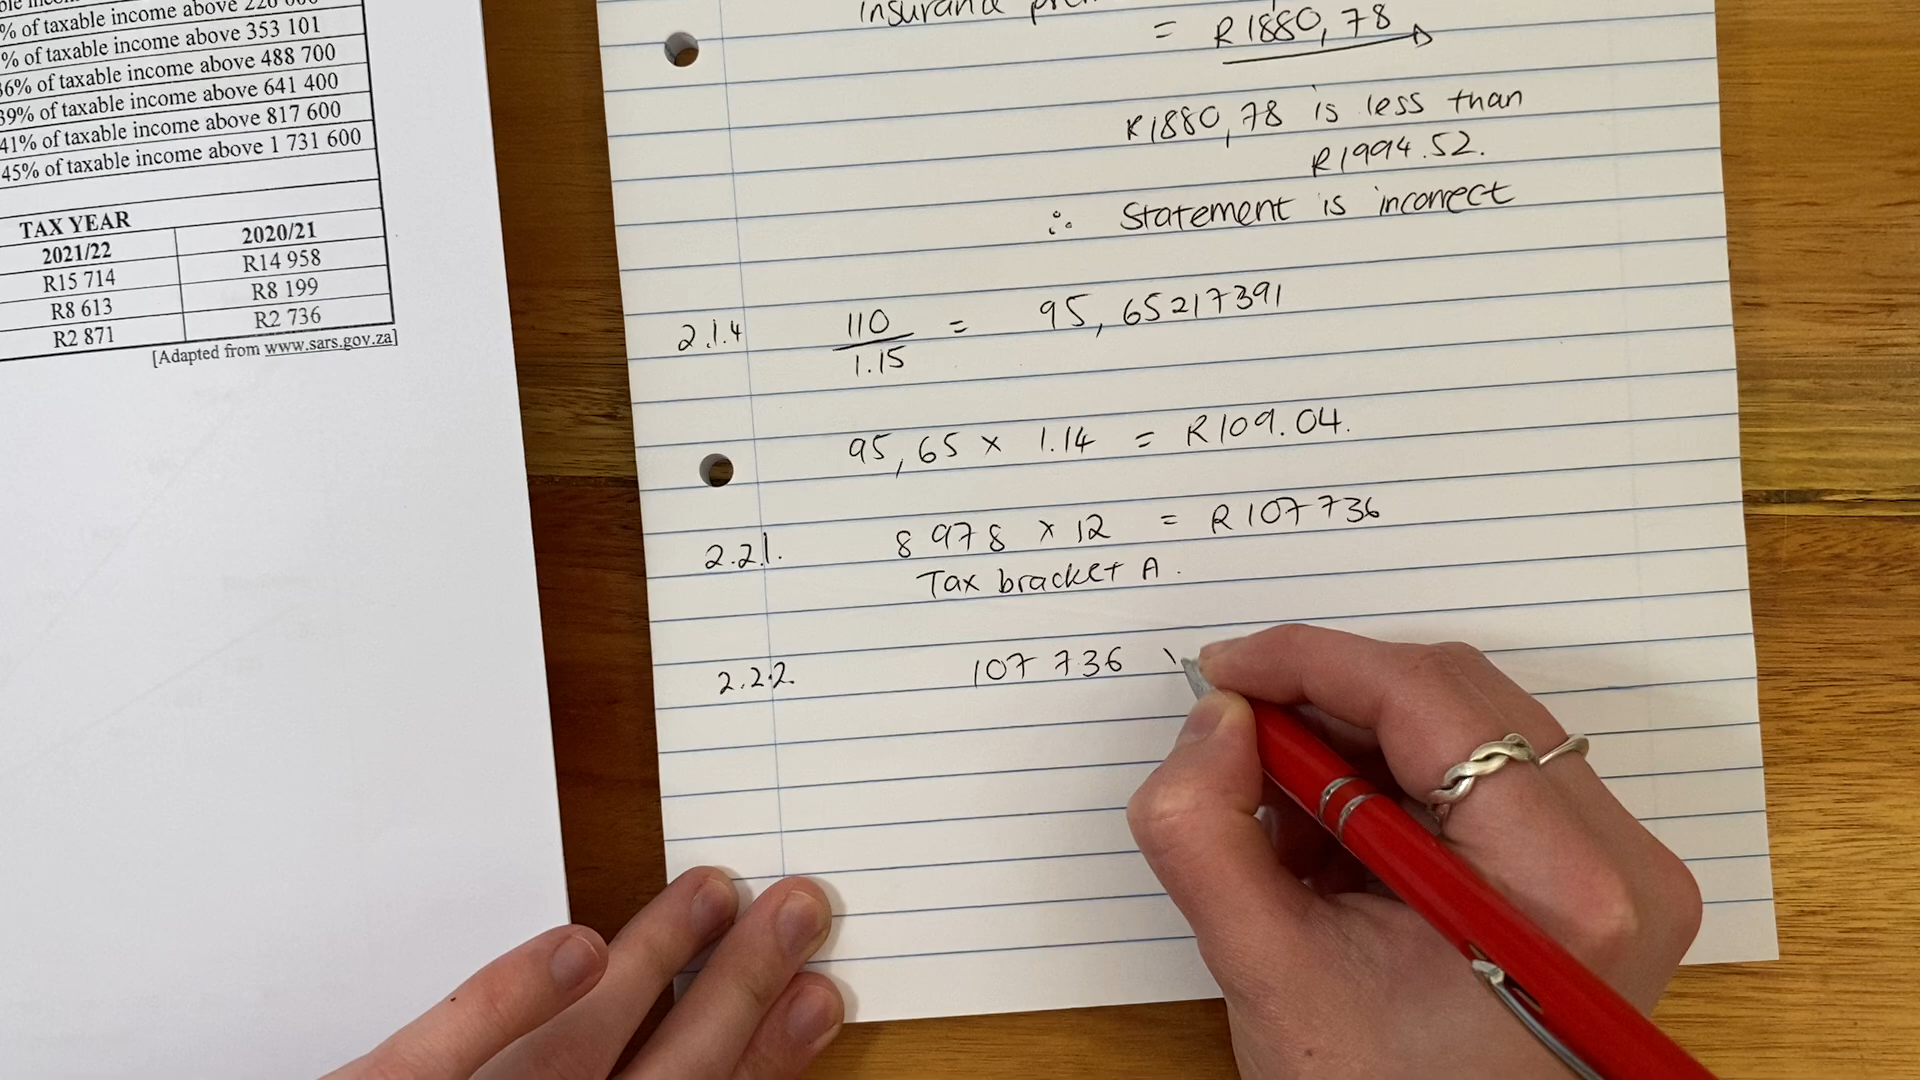 % of taxable income above
% of taxable income above 353 101
36% of taxable income above 488 700
39% of taxable income above 641 400
41% of taxable income above 817 600
45% of taxable income above 1 731 600
TAX YEAR
2021/22 2020/21
R15 714 R14 958
R8 613 R8 199
R2 871 R2 736
[Adapted from www.sars.gov.za]
Insurance
= R1880,78
R1880,78 is less than
R1994.52.
∴ Statement is incorrect
2.1.4 110/1.15 = 95,65217391
95,65 x 1.14 = R109.04.
2.2.1. 8 978 x 12 = R107 736
Tax bracket A.
2.2.2. 107 736